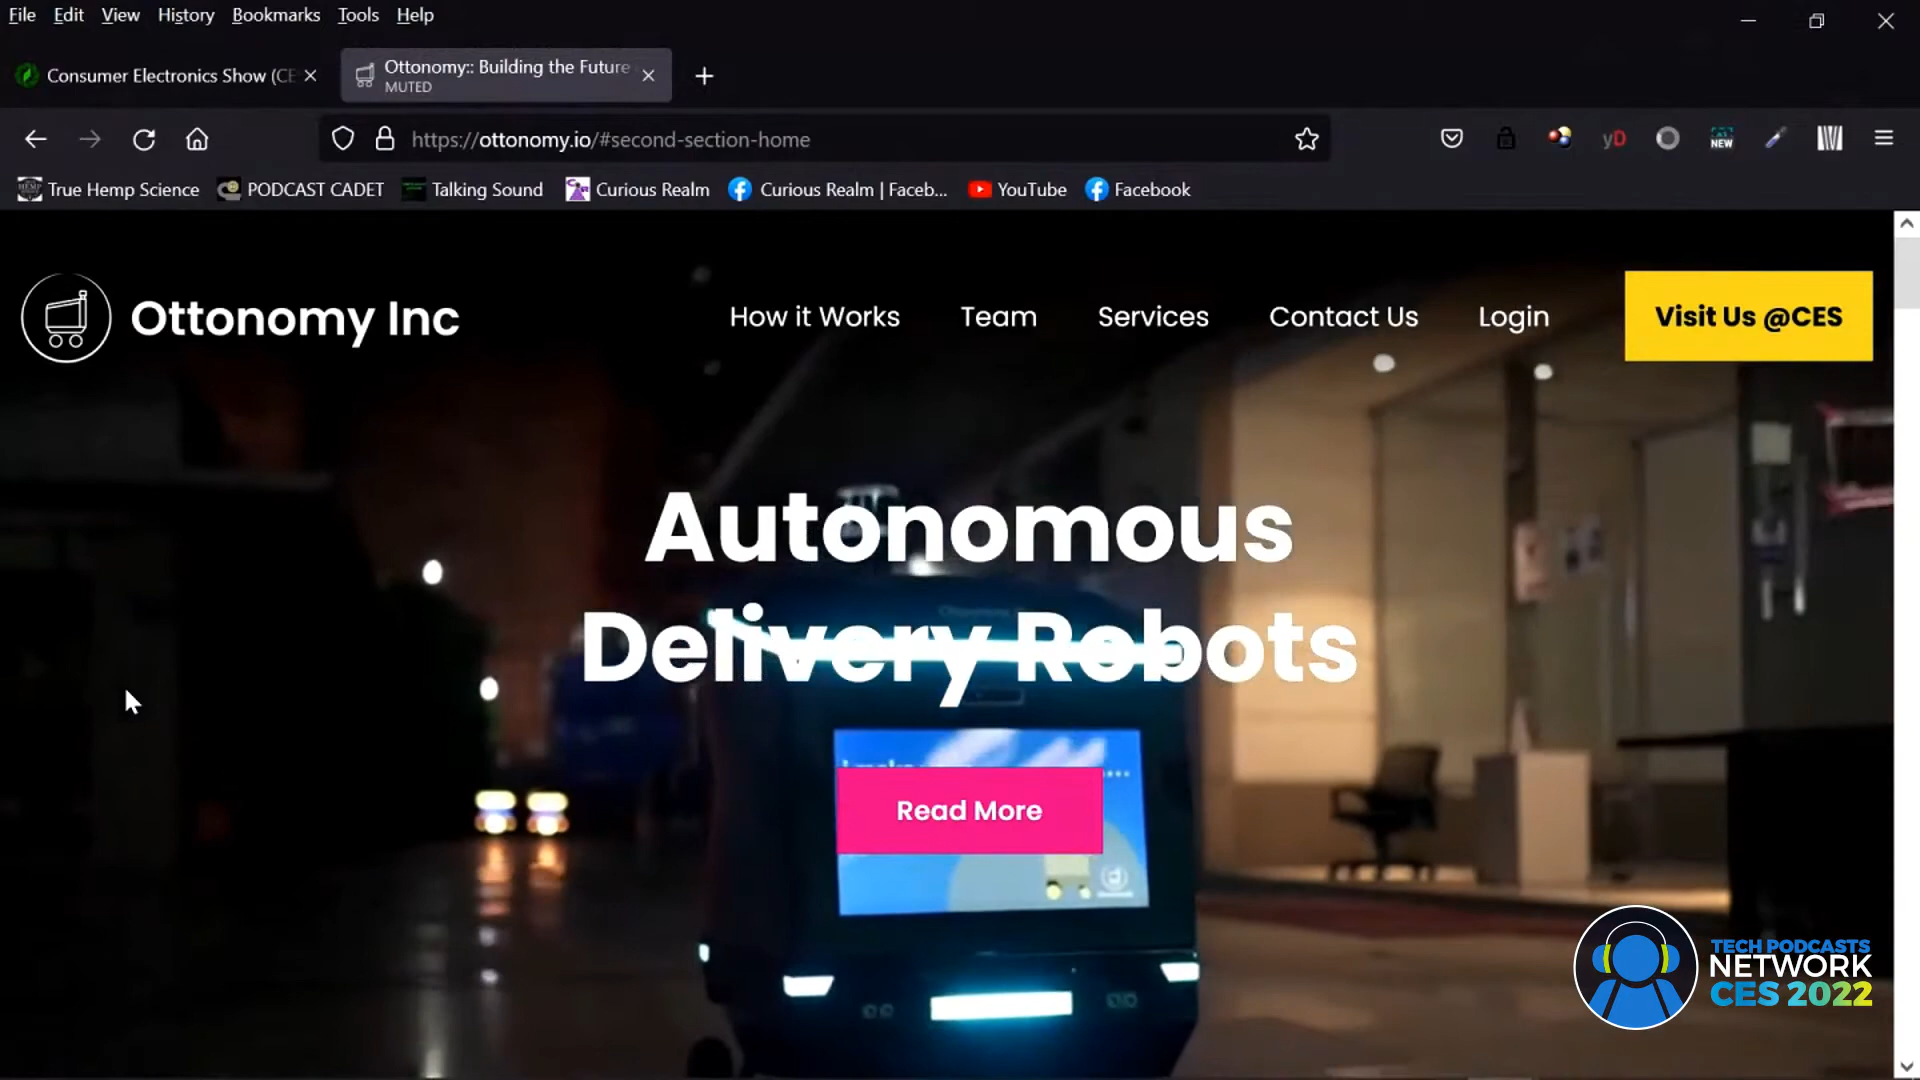 File Edit View History Bookmarks Tools Help
Consumer Electronics Show (CE
Ottonomy:: Building the Future
MUTED
https://ottonomy.io/#second-section-home
yD
NEW
True Hemp Science PODCAST CADET Talking Sound Curious Realm Curious Realm | Faceb... YouTube Facebook
Ottonomy Inc How it Works Team Services Contact Us Login Visit Us @CES
Autonomous
Delivery Robots
Read More
TECH PODCASTS
NETWORK
CES 2022